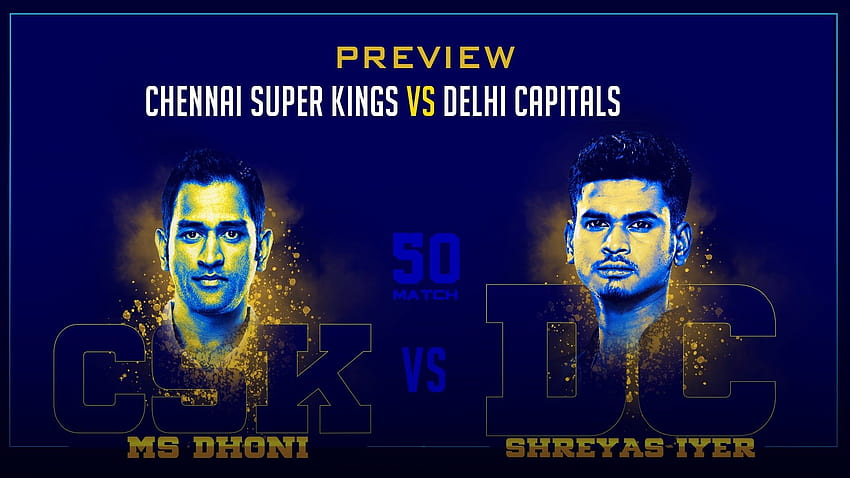 PREVIEW
CHENNAI SUPER KINGS VS DELHI CAPITALS
50
MATCH
CSK
VS
DC
MS DHONI
SHREYAS IYER